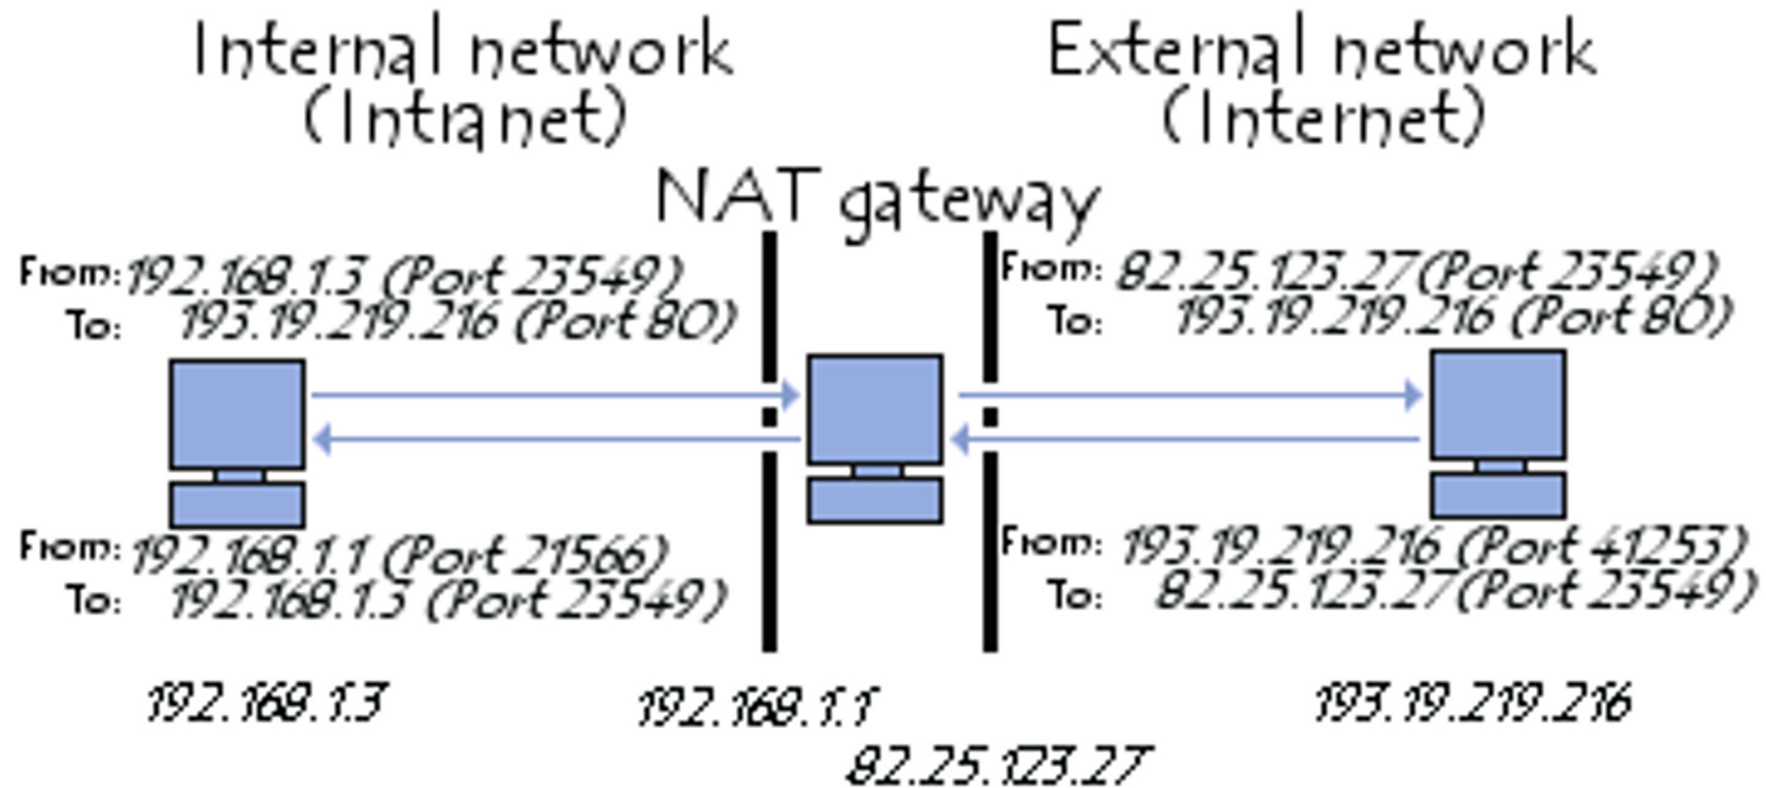 Internal network
(Intranet)
External network
(Internet)
NAT gateway
From: 192.168.1.3 (Port 23549)
To: 193.19.219.216 (Port 80)
From: 82.25.123.27 (Port 23549)
To: 193.19.219.216 (Port 80)
From: 192.168.1.1 (Port 21566)
To: 192.168.1.3 (Port 23549)
From: 193.19.219.216 (Port 41253)
To: 82.25.123.27 (Port 23549)
192.168.1.3
192.168.1.1
82.25.123.27
193.19.219.216